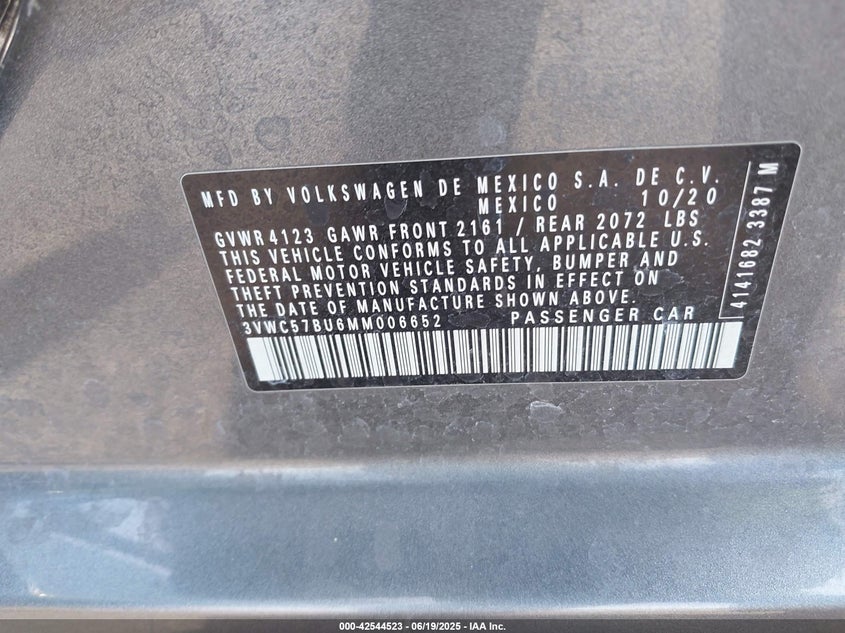 MFD BY VOLKSWAGEN DE MEXICO S.A. DE C.V.
MEXICO 10/20
GVWR 4123 GAWR FRONT 2161 / REAR 2072 LBS
THIS VEHICLE CONFORMS TO ALL APPLICABLE U.S.
FEDERAL MOTOR VEHICLE SAFETY, BUMPER AND
THEFT PREVENTION STANDARDS IN EFFECT ON
THE DATE OF MANUFACTURE SHOWN ABOVE.
3VWC57BU6MM006652 PASSENGER CAR
4141682 3387 M
000-42544523 - 06/19/2025 - IAA Inc.